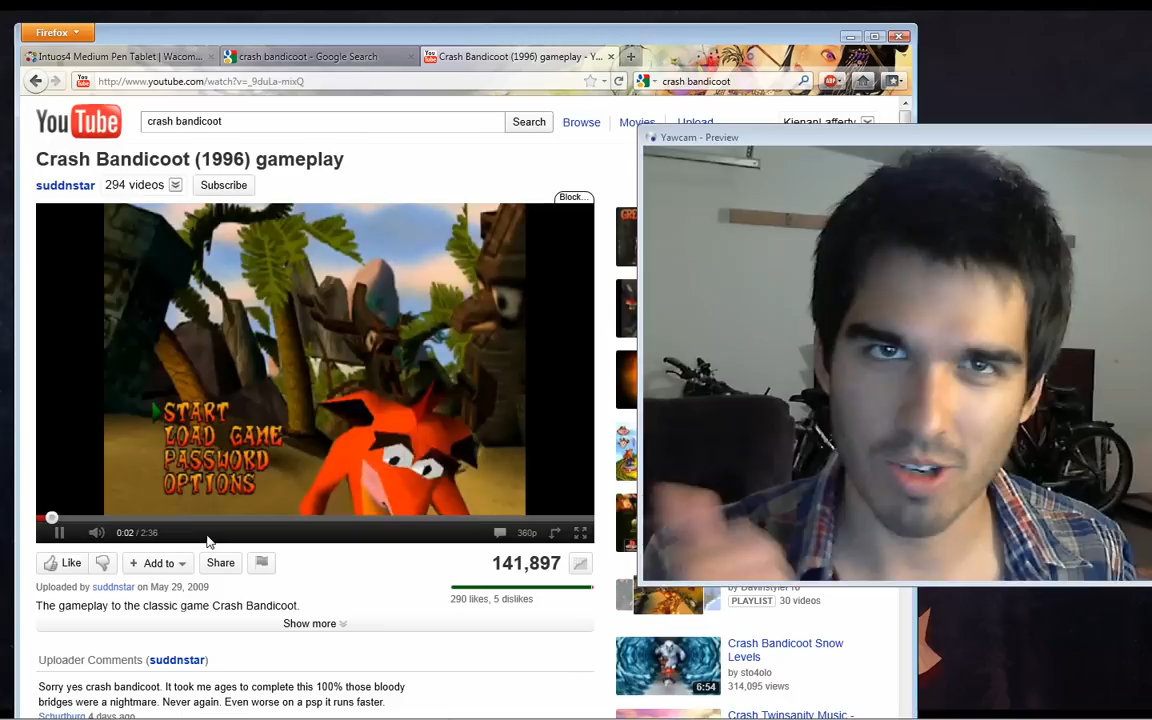 Firefox
Intuos4 Medium Pen Tablet | Wacom...
crash bandicoot - Google Search
Crash Bandicoot (1996) gameplay - Y...
http://www.youtube.com/watch?v=_9duLa-mixQ
crash bandicoot
ABP
YouTube
crash bandicoot
Search
Browse
Movies
Upload
KienanLafferty
Yawcam - Preview
Crash Bandicoot (1996) gameplay
suddnstar
294 videos
Subscribe
Block...
START
LOAD GAME
PASSWORD
OPTIONS
0:02 / 2:36
360p
Like
Add to
Share
141,897
Uploaded by suddnstar on May 29, 2009
290 likes, 5 dislikes
The gameplay to the classic game Crash Bandicoot.
Show more
Uploader Comments (suddnstar)
Sorry yes crash bandicoot. It took me ages to complete this 100% those bloody
bridges were a nightmare. Never again. Even worse on a psp it runs faster.
Schurtburg 4 days ago
PLAYLIST 30 videos
Crash Bandicoot Snow
Levels
by sto4olo
314,095 views
6:54
Crash Twinsanity Music -